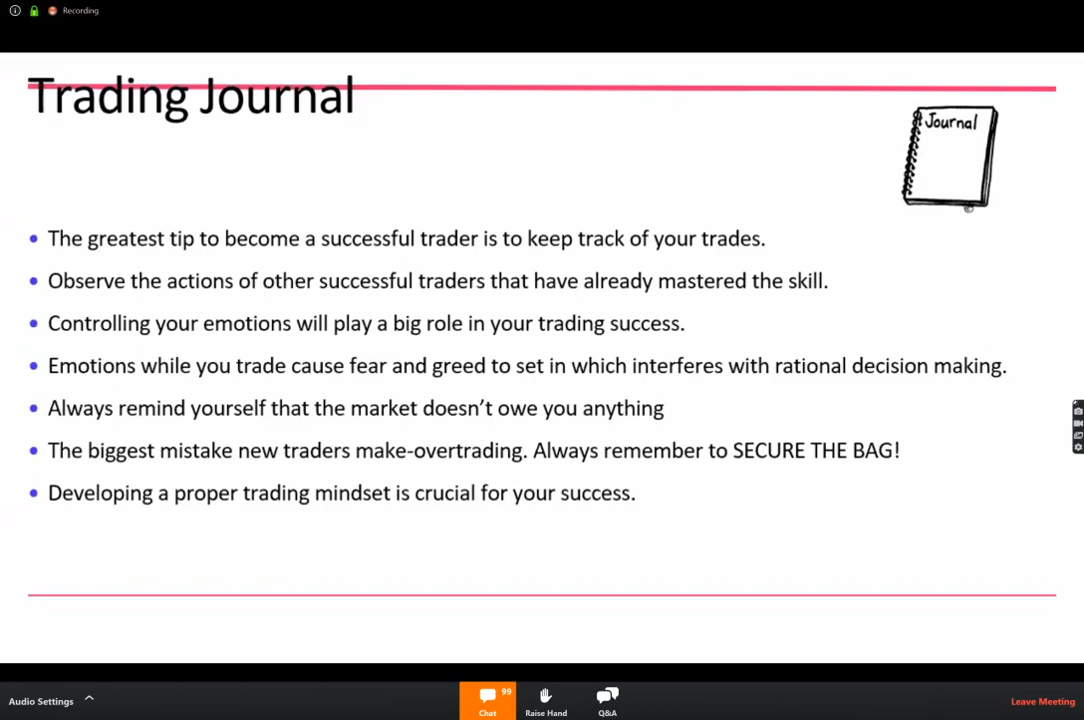 Recording
Trading Journal
Journal
• The greatest tip to become a successful trader is to keep track of your trades.
• Observe the actions of other successful traders that have already mastered the skill.
• Controlling your emotions will play a big role in your trading success.
• Emotions while you trade cause fear and greed to set in which interferes with rational decision making.
• Always remind yourself that the market doesn’t owe you anything
• The biggest mistake new traders make-overtrading. Always remember to SECURE THE BAG!
• Developing a proper trading mindset is crucial for your success.
Audio Settings
99
Chat
Raise Hand
Q&A
Leave Meeting